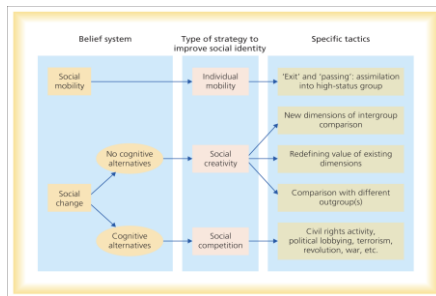 Belief system
Type of strategy to
improve social identity
Specific tactics
Social
mobility
Individual
mobility
'Exit' and 'passing': assimilation
into high-status group
New dimensions of intergroup
comparison
No cognitive
alternatives
Social
creativity
Redefining value of existing
dimensions
Social
change
Comparison with different
outgroup(s)
Cognitive
alternatives
Social
competition
Civil rights activity,
political lobbying, terrorism,
revolution, war, etc.